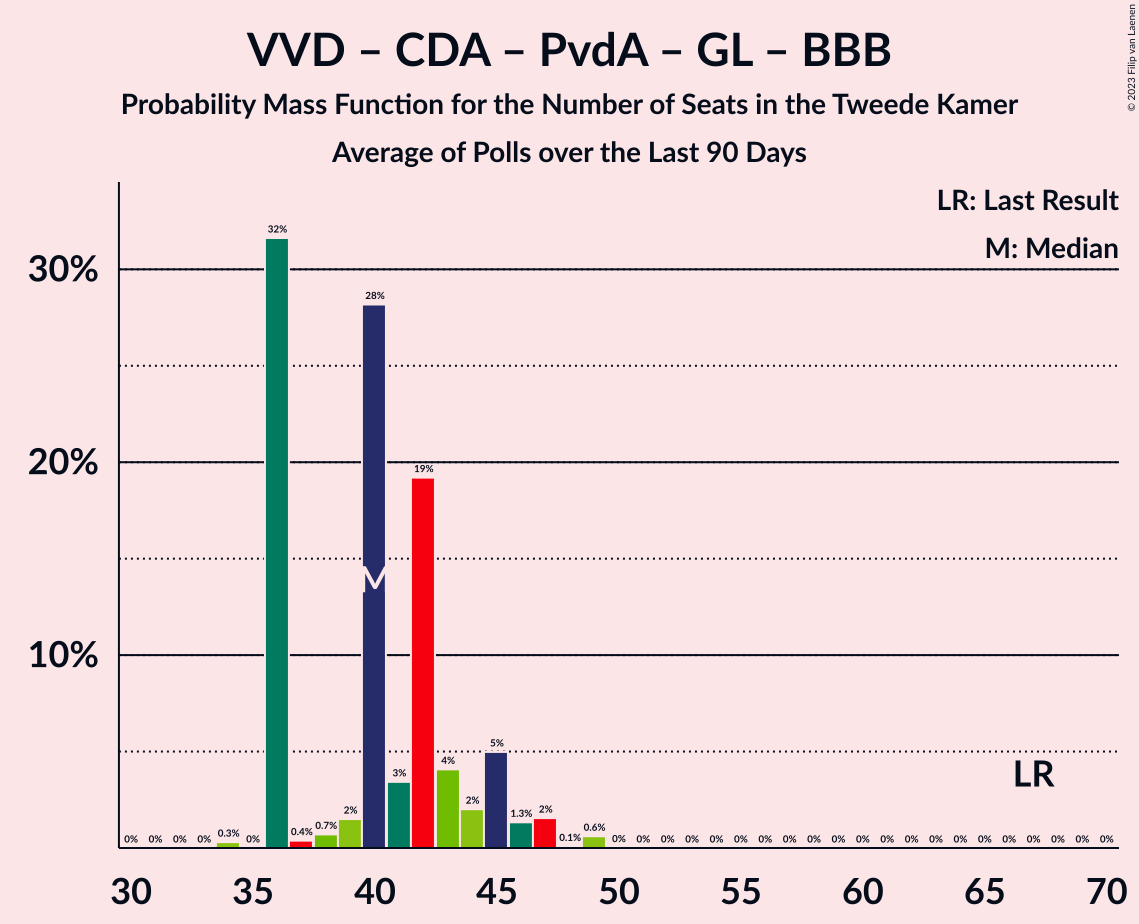 VVD – CDA – PvdA – GL – BBB
Probability Mass Function for the Number of Seats in the Tweede Kamer
Average of Polls over the Last 90 Days
© 2023 Filip van Laenen
LR: Last Result
M: Median
30%
20%
10%
0% 0% 0% 0% 0.3% 0% 32% 0.4% 0.7% 2% 28% 3% 19% 4% 2% 5% 1.3% 2% 0.1% 0.6% 0% 0% 0% 0% 0% 0% 0% 0% 0% 0% 0% 0% 0% 0% 0% 0% 0% 0% 0% 0% 0%
M
LR
30 35 40 45 50 55 60 65 70